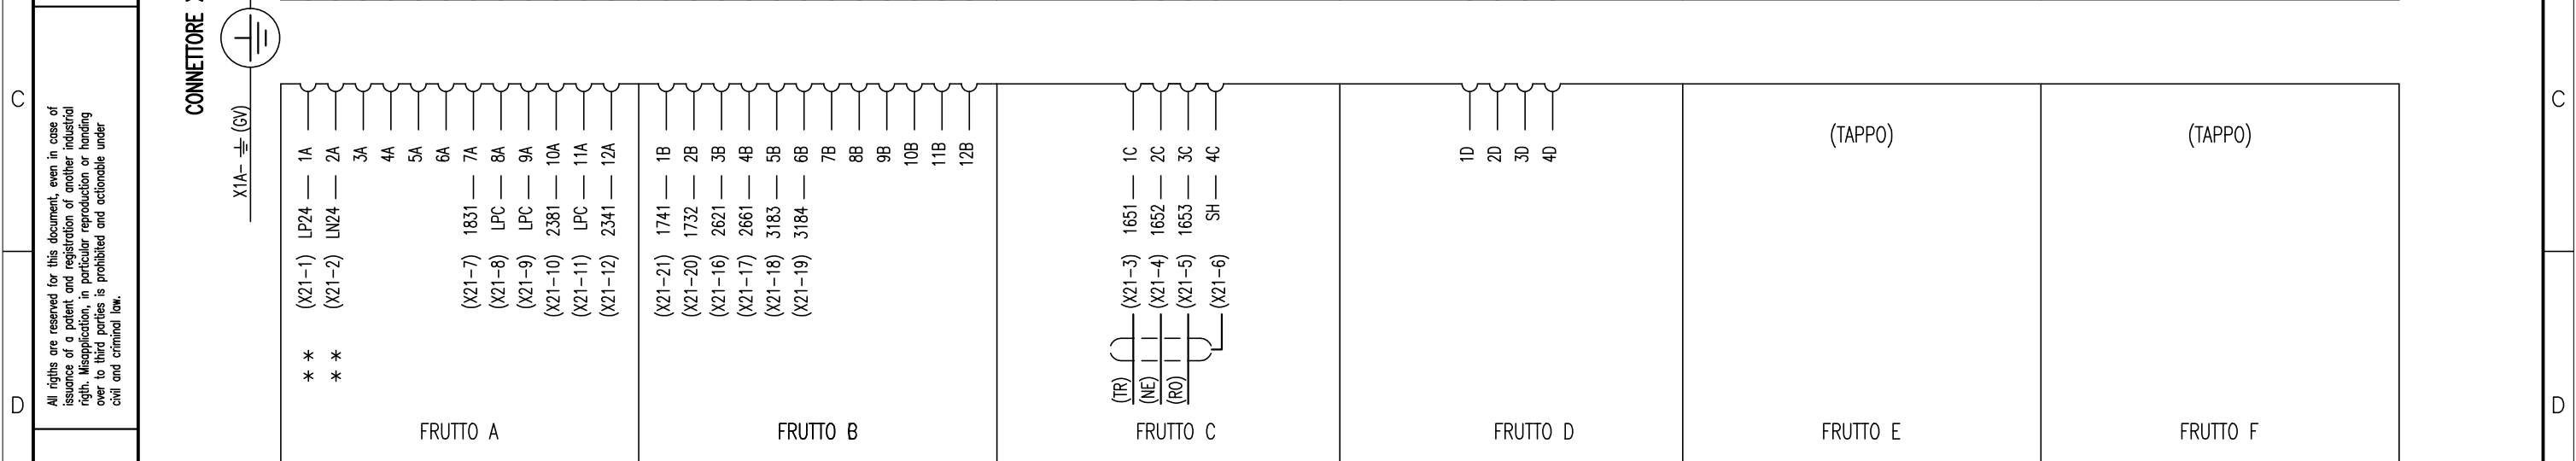 C
C
D
D
All rigths are reserved for this document, even in case of
issuance of a patent and registration of another industrial
rigth. Misapplication, in particular reproduction or handing
over to third parties is prohibited and actionable under
civil and criminal law.
CONNETTORE
X1A- (GV)
(X21-1) LP24 1A
(X21-2) LN24 2A
3A
4A
5A
6A
(X21-7) 1831 7A
(X21-8) LPC 8A
(X21-9) LPC 9A
(X21-10) 2381 10A
(X21-11) LPC 11A
(X21-12) 2341 12A
* *
* *
FRUTTO A
(X21-21) 1741 1B
(X21-20) 1732 2B
(X21-16) 2621 3B
(X21-17) 2661 4B
(X21-18) 3183 5B
(X21-19) 3184 6B
7B
8B
9B
10B
11B
12B
FRUTTO B
(TR) (X21-3) 1651 1C
(NE) (X21-4) 1652 2C
(RO) (X21-5) 1653 3C
(X21-6) SH 4C
FRUTTO C
1D
2D
3D
4D
FRUTTO D
(TAPPO)
FRUTTO E
(TAPPO)
FRUTTO F